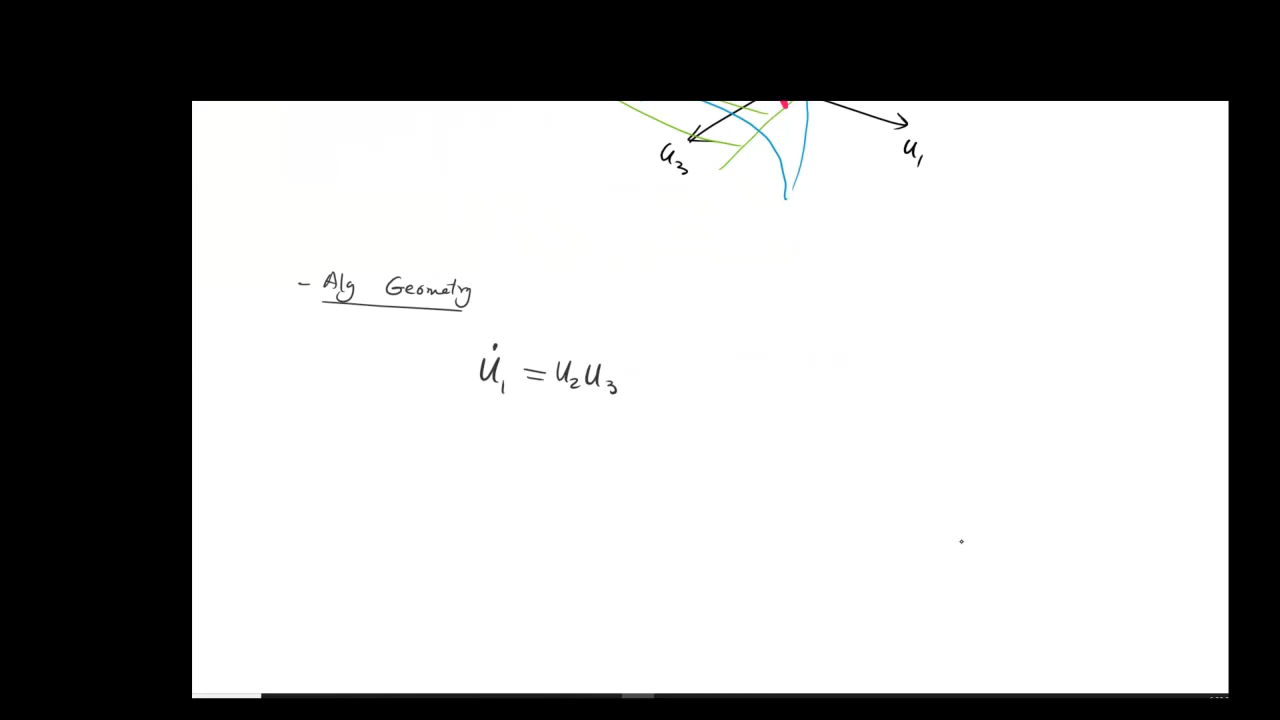 u₃
u₁
- Alg Geometry
u̇₁ = u₂u₃